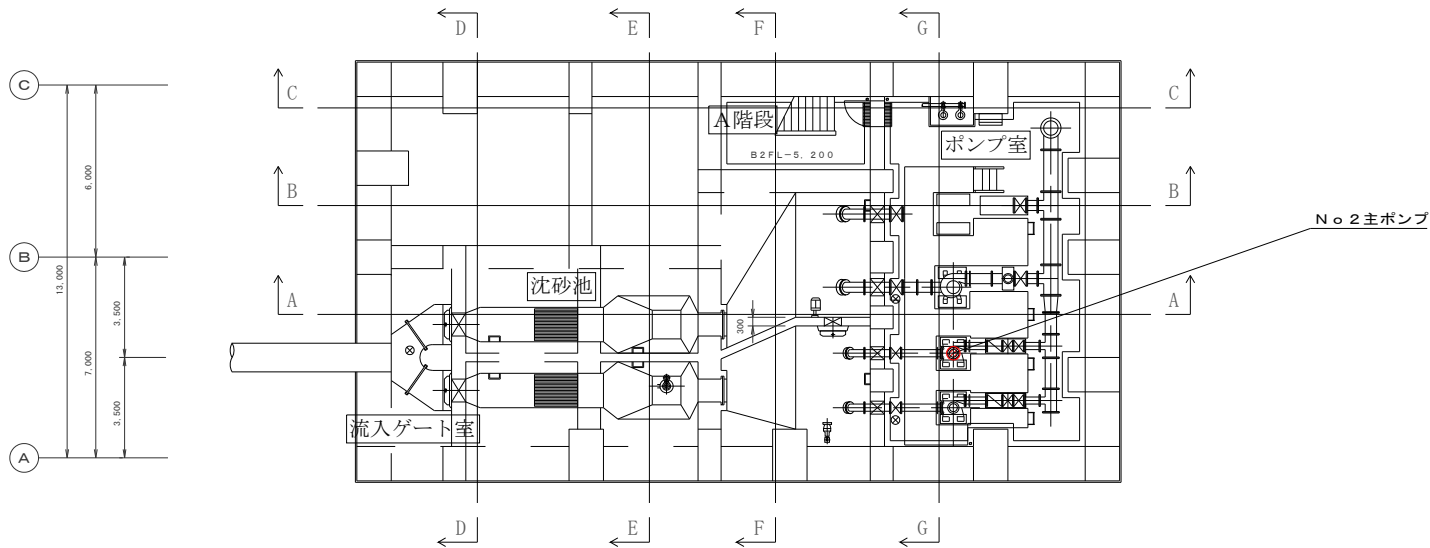 D
E
F
G
C
C
C
A階段
ポンプ室
B2FL-5, 200
6,000
B
B
No2主ポンプ
B
13,000
沈砂池
A
A
3,500
300
7,000
3,500
流入ゲート室
A
D
E
F
G